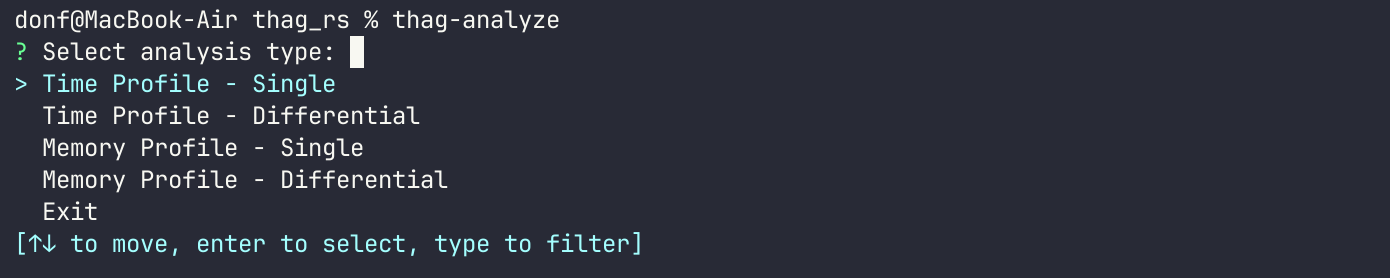 donf@MacBook-Air thag_rs % thag-analyze
? Select analysis type:
> Time Profile - Single
Time Profile - Differential
Memory Profile - Single
Memory Profile - Differential
Exit
[↑↓ to move, enter to select, type to filter]